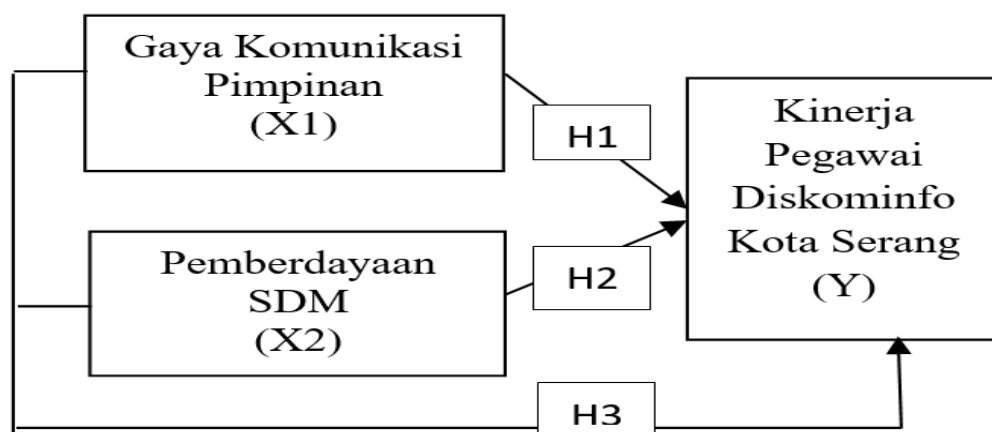 Gaya Komunikasi
Pimpinan
(X1)
H1
Kinerja
Pegawai
Diskominfo
Kota Serang
(Y)
Pemberdayaan
SDM
(X2)
H2
H3